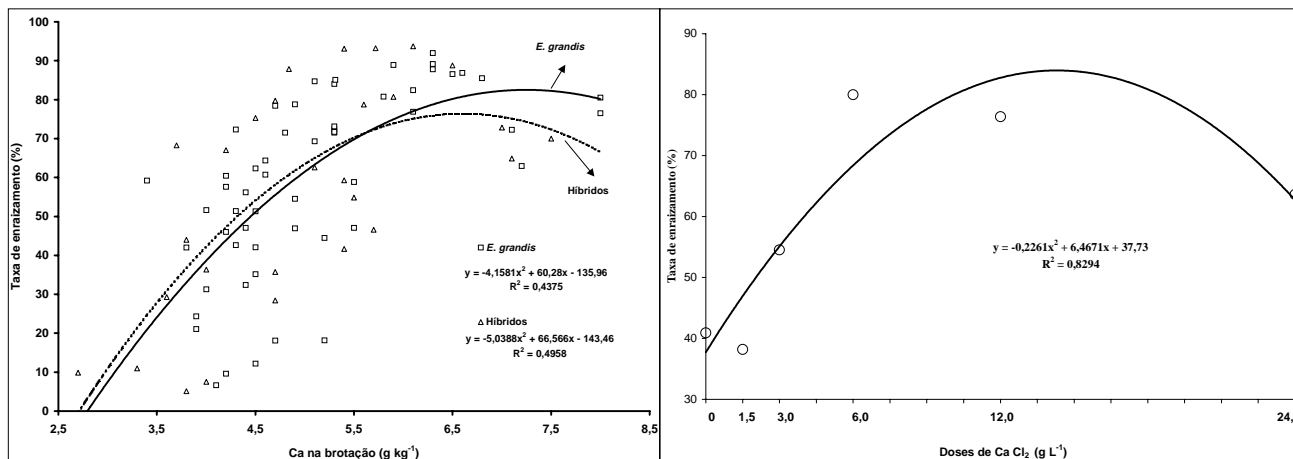 100
90
80
70
60
50
40
30
20
10
0
Taxa de enraizamento (%)
2,5 3,5 4,5 5,5 6,5 7,5 8,5
Ca na brotação (g kg-1)
E. grandis
Híbridos
E. grandis
y = -4,1581x2 + 60,28x - 135,96
R2 = 0,4375
Híbridos
y = -5,0388x2 + 66,566x - 143,46
R2 = 0,4958
90
80
70
60
50
40
30
Taxa de enraizamento (%)
0 1,5 3,0 6,0 12,0 24,
Doses de Ca Cl2 (g L-1)
y = -0,2261x2 + 6,4671x + 37,73
R2 = 0,8294